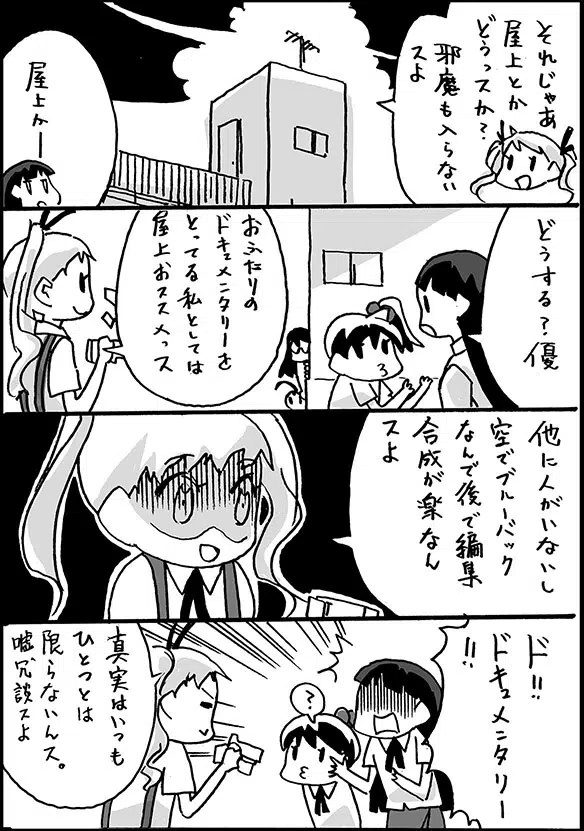 それじゃあ
屋上とか
どうっスか?
邪魔も入らない
スよ
屋上かー
どうする?優
おふたりの
ドキュメンタリーを
とってる私としては
屋上おススメっス
他に人がいないし
空でブルーバック
なんで後で編集
合成が楽なん
スよ
ド!!
ドキュメンタリー
!!
?
真実はいつも
ひとつとは
限らないんス。
嘘冗談スよ